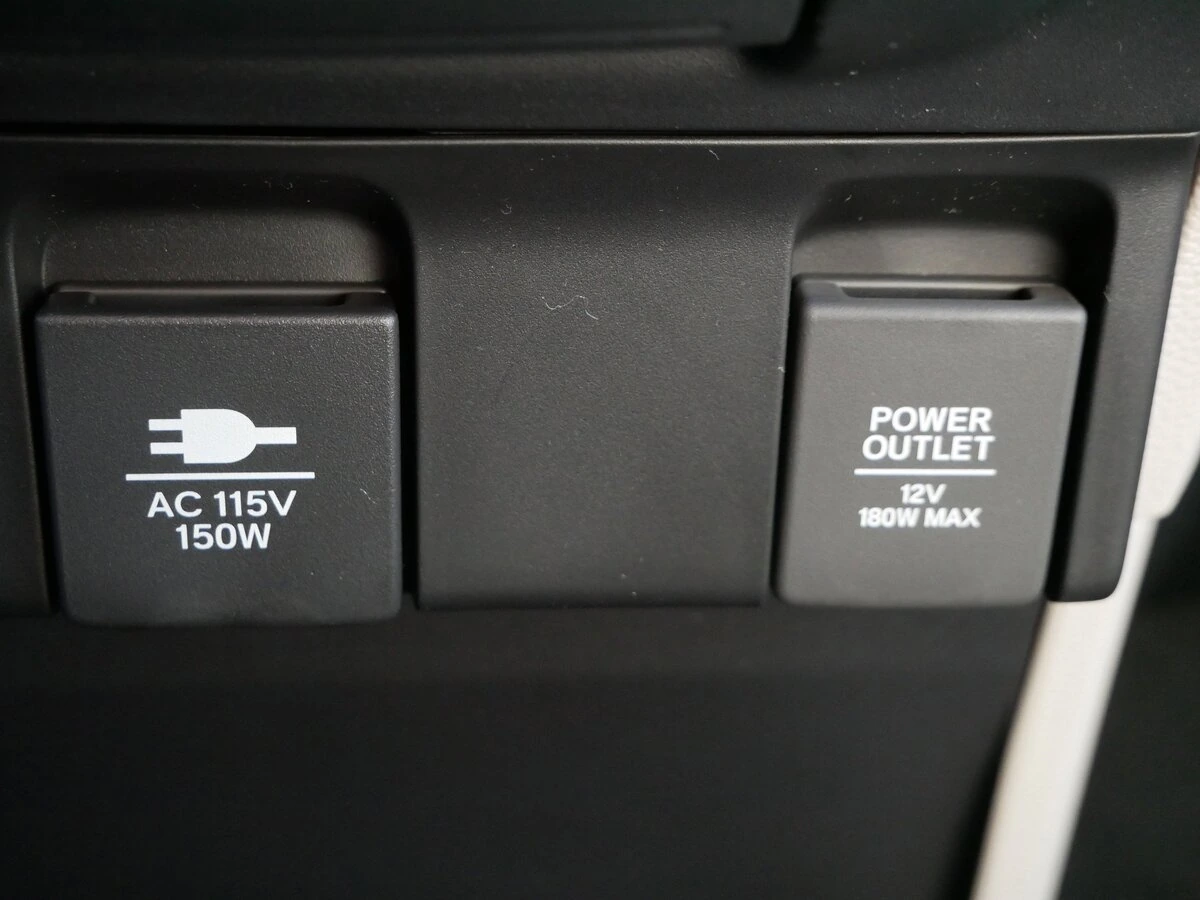 AC 115V
150W
POWER
OUTLET
12V
180W MAX